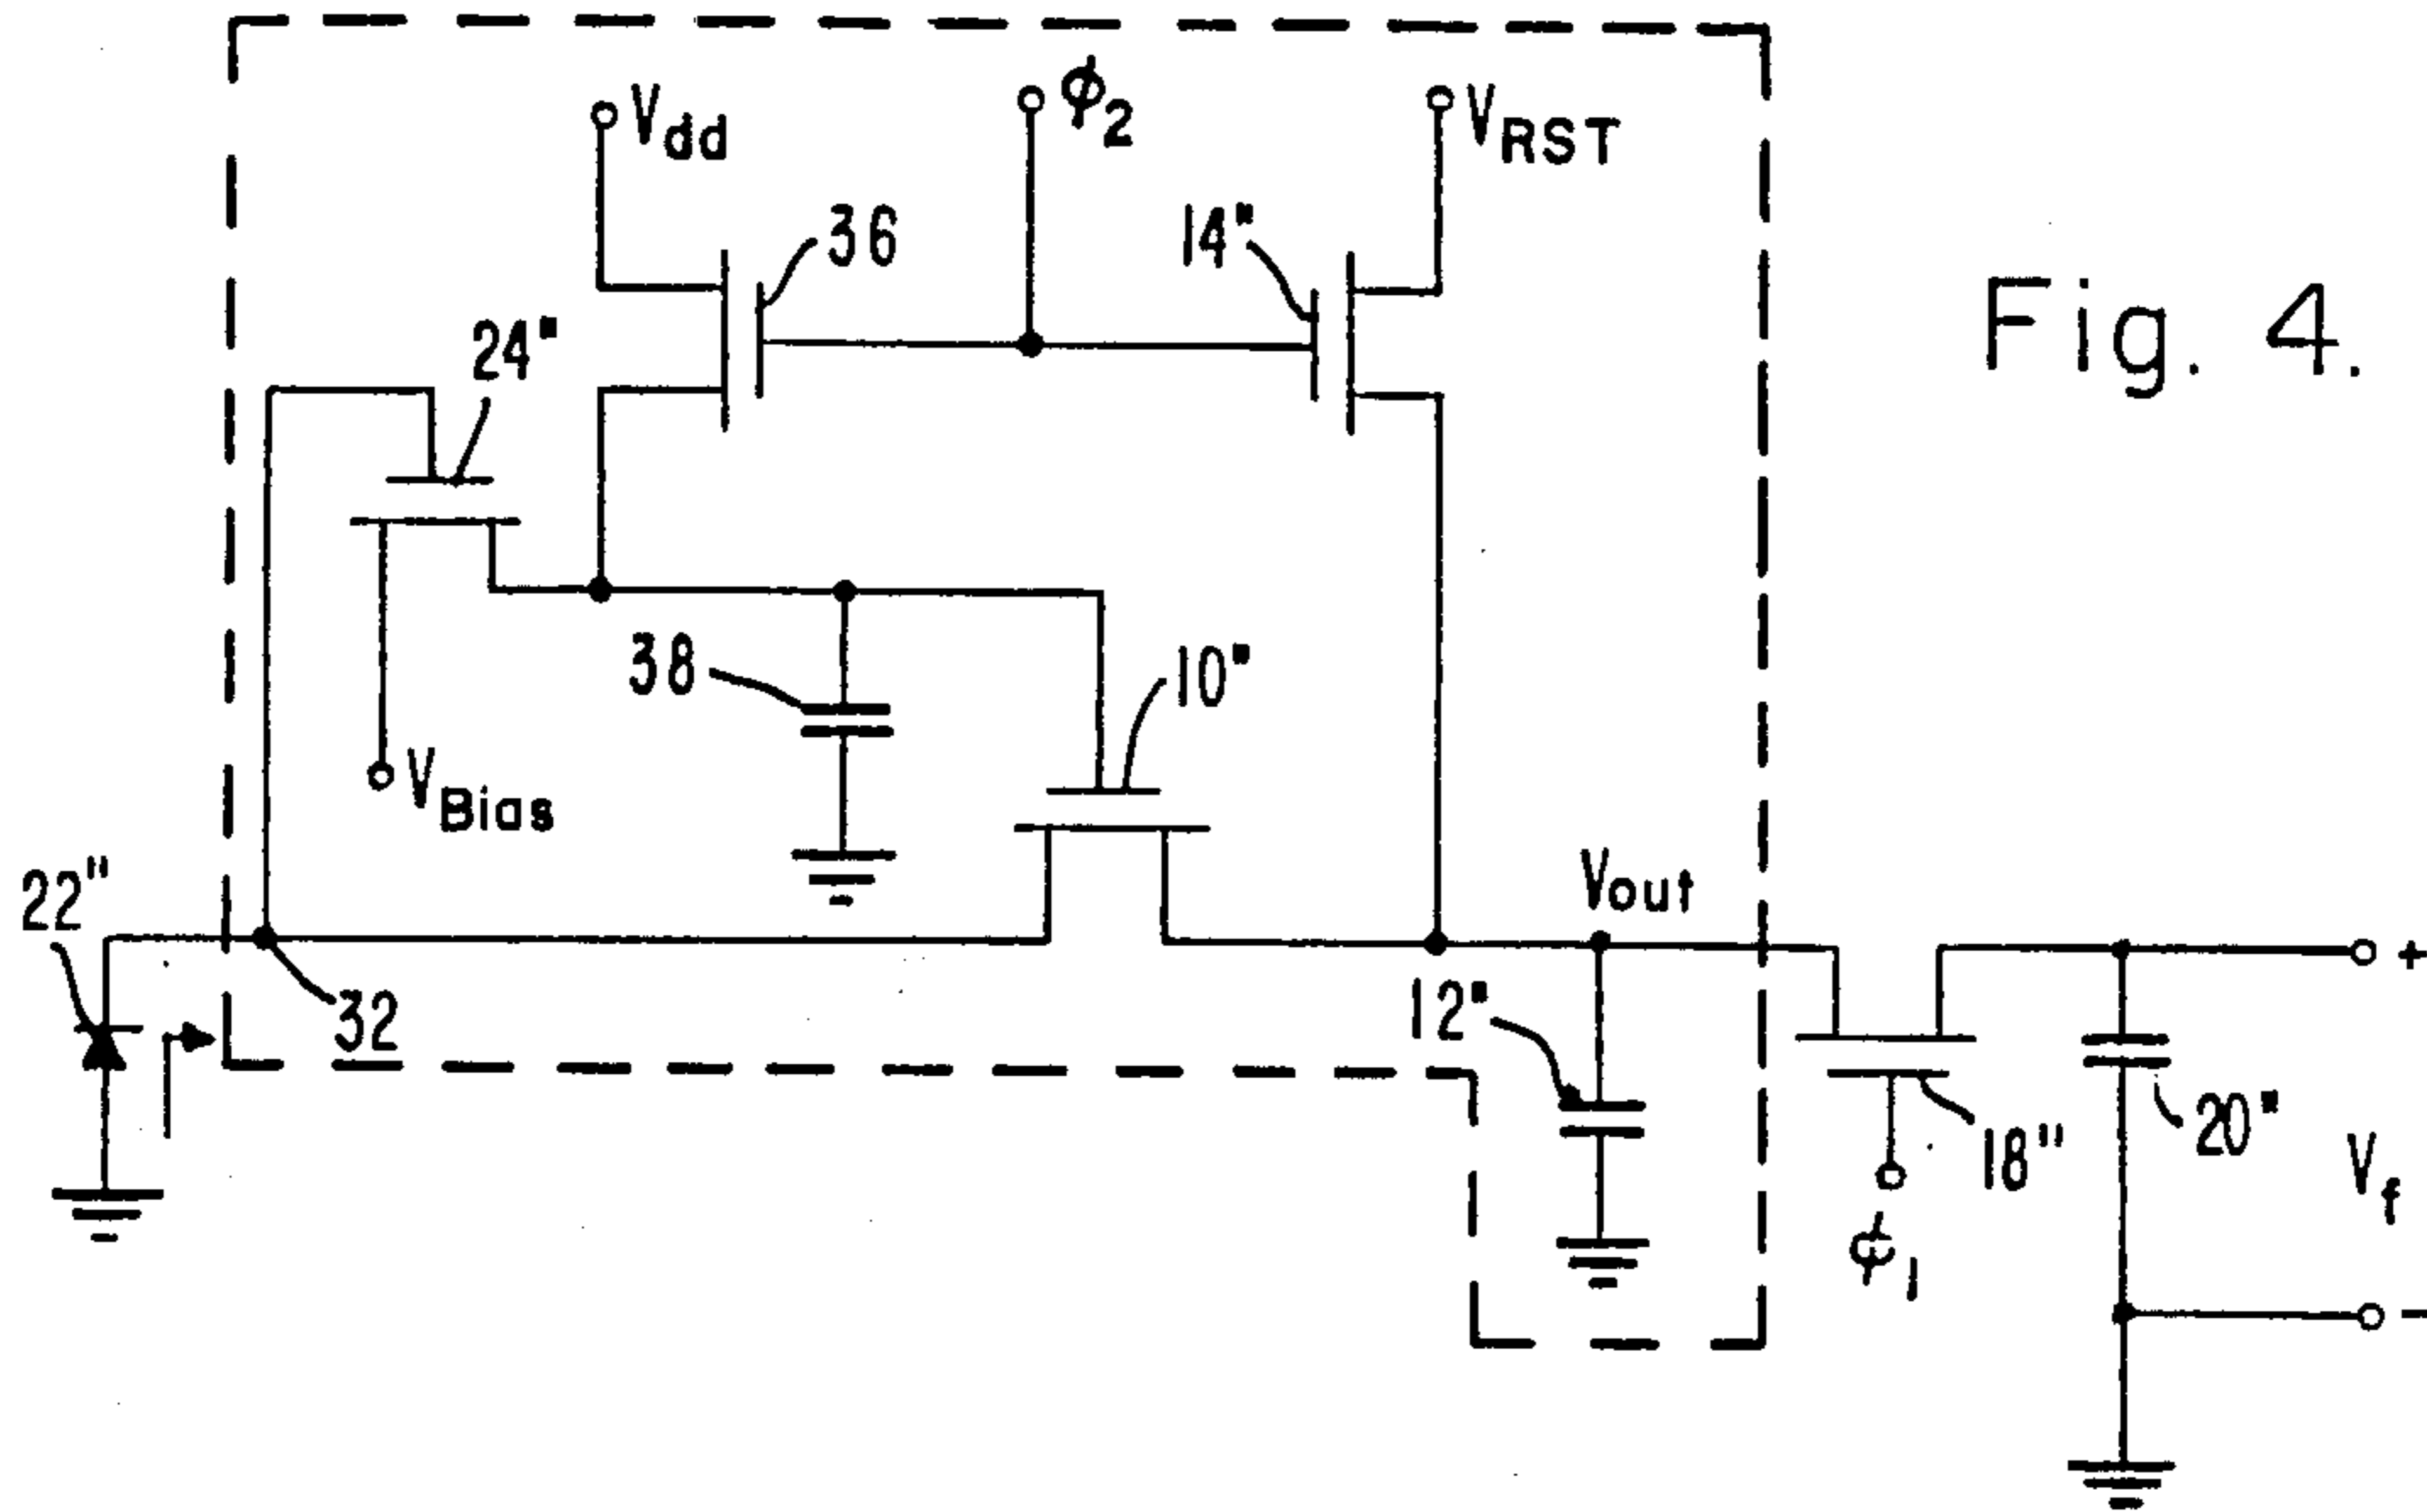 Vdd
ϕ2
VRST
36
14"
Fig. 4.
24"
38
10"
VBias
22"
Vout
+
32
12"
20"
18"
Vf
ϕ1
-